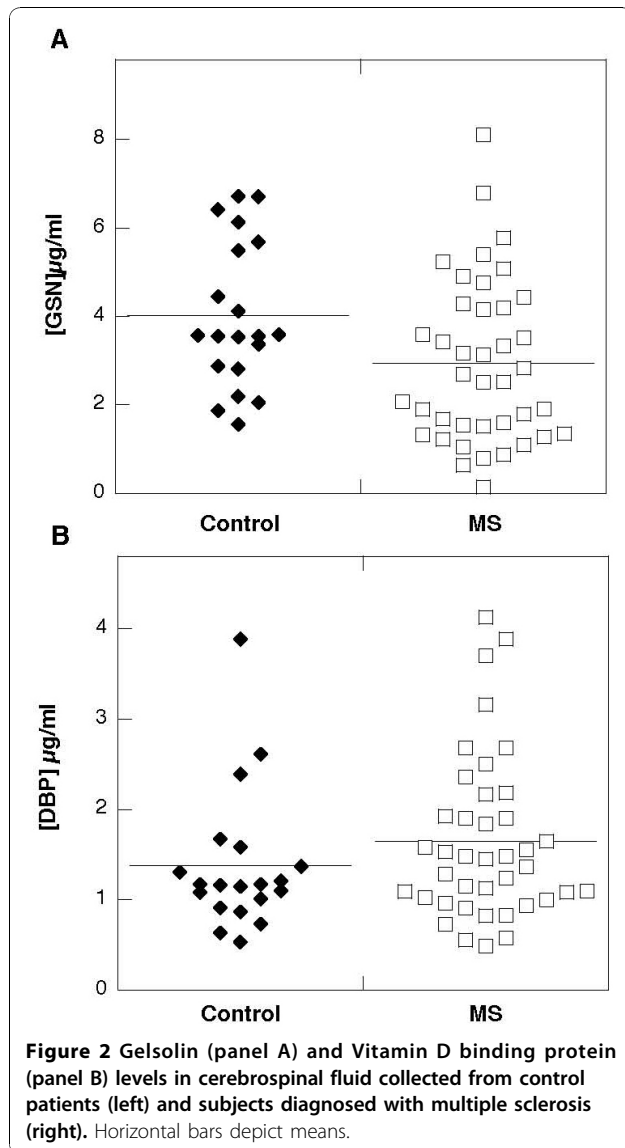 A
8
6
4
2
0
[GSN]µg/ml
Control
MS
B
4
3
2
1
0
[DBP] µg/ml
Control
MS
Figure 2 Gelsolin (panel A) and Vitamin D binding protein
(panel B) levels in cerebrospinal fluid collected from control
patients (left) and subjects diagnosed with multiple sclerosis
(right). Horizontal bars depict means.